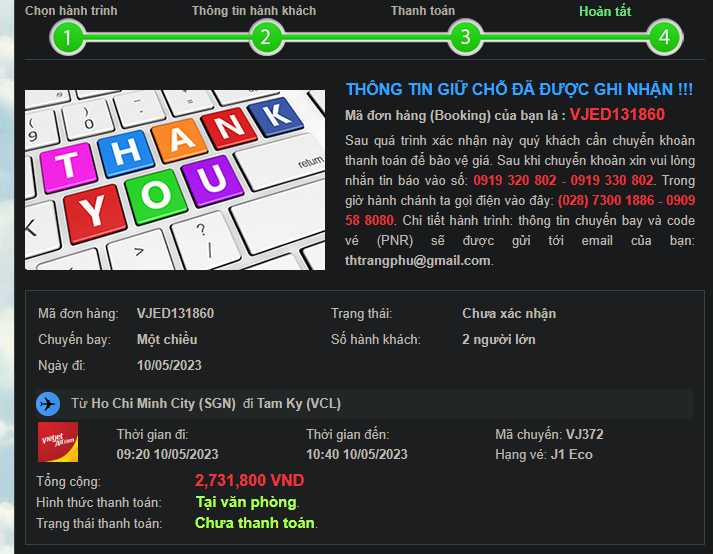 Chọn hành trình Thông tin hành khách Thanh toán Hoàn tất
1 2 3 4
THÔNG TIN GIỮ CHỖ ĐÃ ĐƯỢC GHI NHẬN !!!
Mã đơn hàng (Booking) của bạn là : VJED131860
Sau quá trình xác nhận này quý khách cần chuyển khoản
thanh toán để bảo vệ giá. Sau khi chuyển khoản xin vui lòng
nhắn tin báo vào số: 0919 320 802 - 0919 330 802. Trong
giờ hành chánh ta gọi điện vào đây: (028) 7300 1886 - 0909
58 8080. Chi tiết hành trình: thông tin chuyến bay và code
vé (PNR) sẽ được gửi tới email của bạn:
thtrangphu@gmail.com.
THANK
YOU
return
Mã đơn hàng: VJED131860 Trạng thái: Chưa xác nhận
Chuyến bay: Một chiều Số hành khách: 2 người lớn
Ngày đi: 10/05/2023
Từ Ho Chi Minh City (SGN) đi Tam Ky (VCL)
vietjet Air.com
Thời gian đi: Thời gian đến: Mã chuyến: VJ372
09:20 10/05/2023 10:40 10/05/2023 Hạng vé: J1 Eco
Tổng cộng: 2,731,800 VND
Hình thức thanh toán: Tại văn phòng.
Trạng thái thanh toán: Chưa thanh toán.